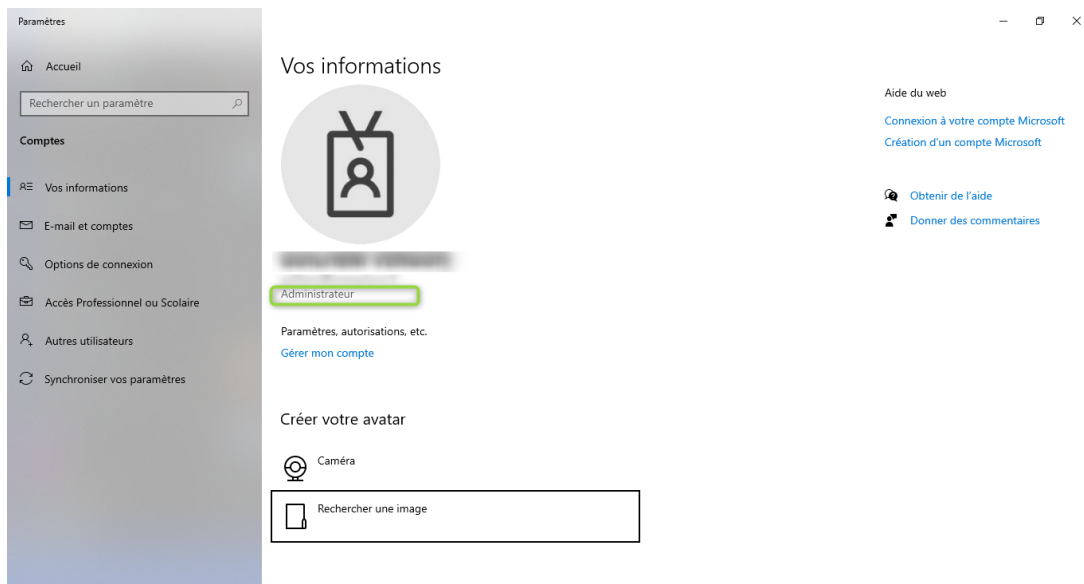 Paramètres
Accueil
Rechercher un paramètre
Comptes
Vos informations
E-mail et comptes
Options de connexion
Accès Professionnel ou Scolaire
Autres utilisateurs
Synchroniser vos paramètres
Vos informations
Administrateur
Paramètres, autorisations, etc.
Gérer mon compte
Créer votre avatar
Caméra
Rechercher une image
Aide du web
Connexion à votre compte Microsoft
Création d'un compte Microsoft
Obtenir de l'aide
Donner des commentaires